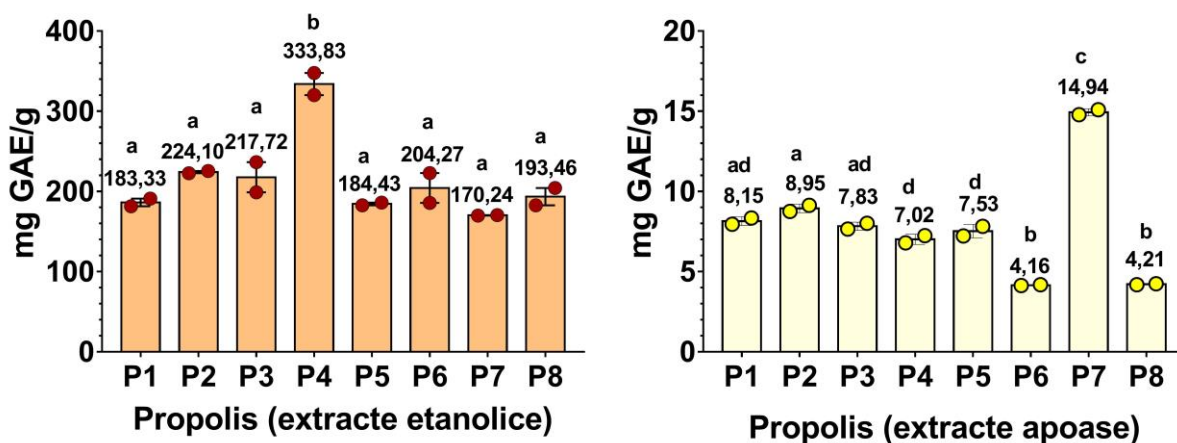 mg GAE/g
400
300
200
100
0
a
183,33
a
224,10
a
217,72
b
333,83
a
184,43
a
204,27
a
170,24
a
193,46
P1 P2 P3 P4 P5 P6 P7 P8
Propolis (extracte etanolice)
mg GAE/g
20
15
10
5
0
ad
8,15
a
8,95
ad
7,83
d
7,02
d
7,53
b
4,16
c
14,94
b
4,21
P1 P2 P3 P4 P5 P6 P7 P8
Propolis (extracte apoase)